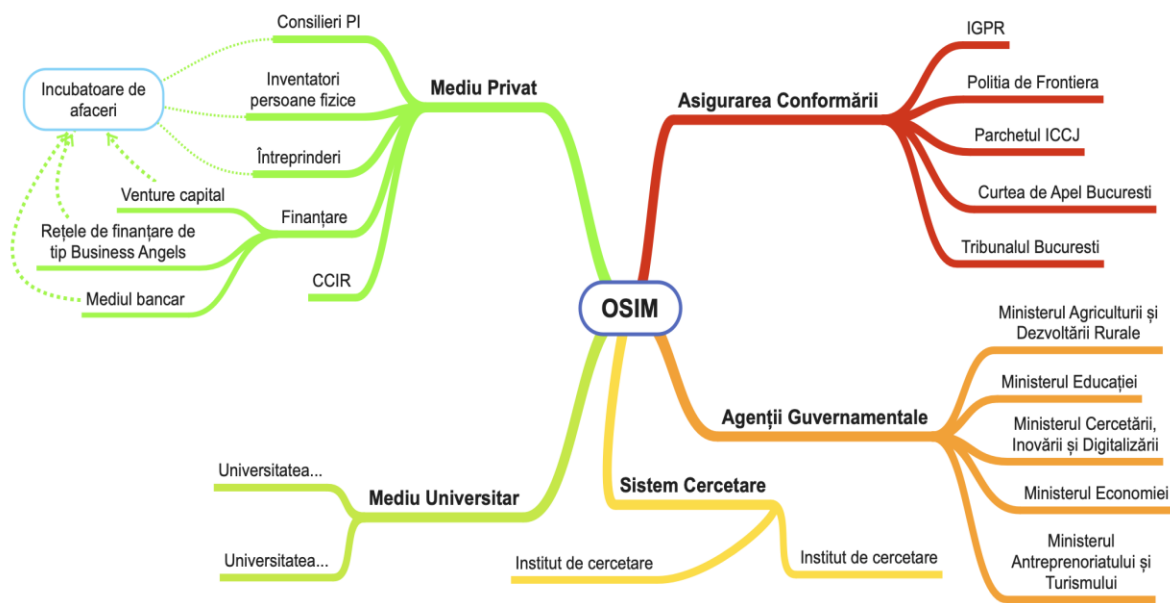 Consilieri PI
Incubatoare de
afaceri
Inventatori
persoane fizice
Mediu Privat
Întreprinderi
Venture capital
Finanțare
Rețele de finanțare de
tip Business Angels
Mediul bancar
CCIR
OSIM
IGPR
Politia de Frontiera
Asigurarea Conformării
Parchetul ICCJ
Curtea de Apel Bucuresti
Tribunalul Bucuresti
Ministerul Agriculturii și
Dezvoltării Rurale
Ministerul Educației
Agenții Guvernamentale
Ministerul Cercetării,
Inovării și Digitalizării
Ministerul Economiei
Ministerul
Antreprenoriatului și
Turismului
Sistem Cercetare
Institut de cercetare
Institut de cercetare
Mediu Universitar
Universitatea...
Universitatea...